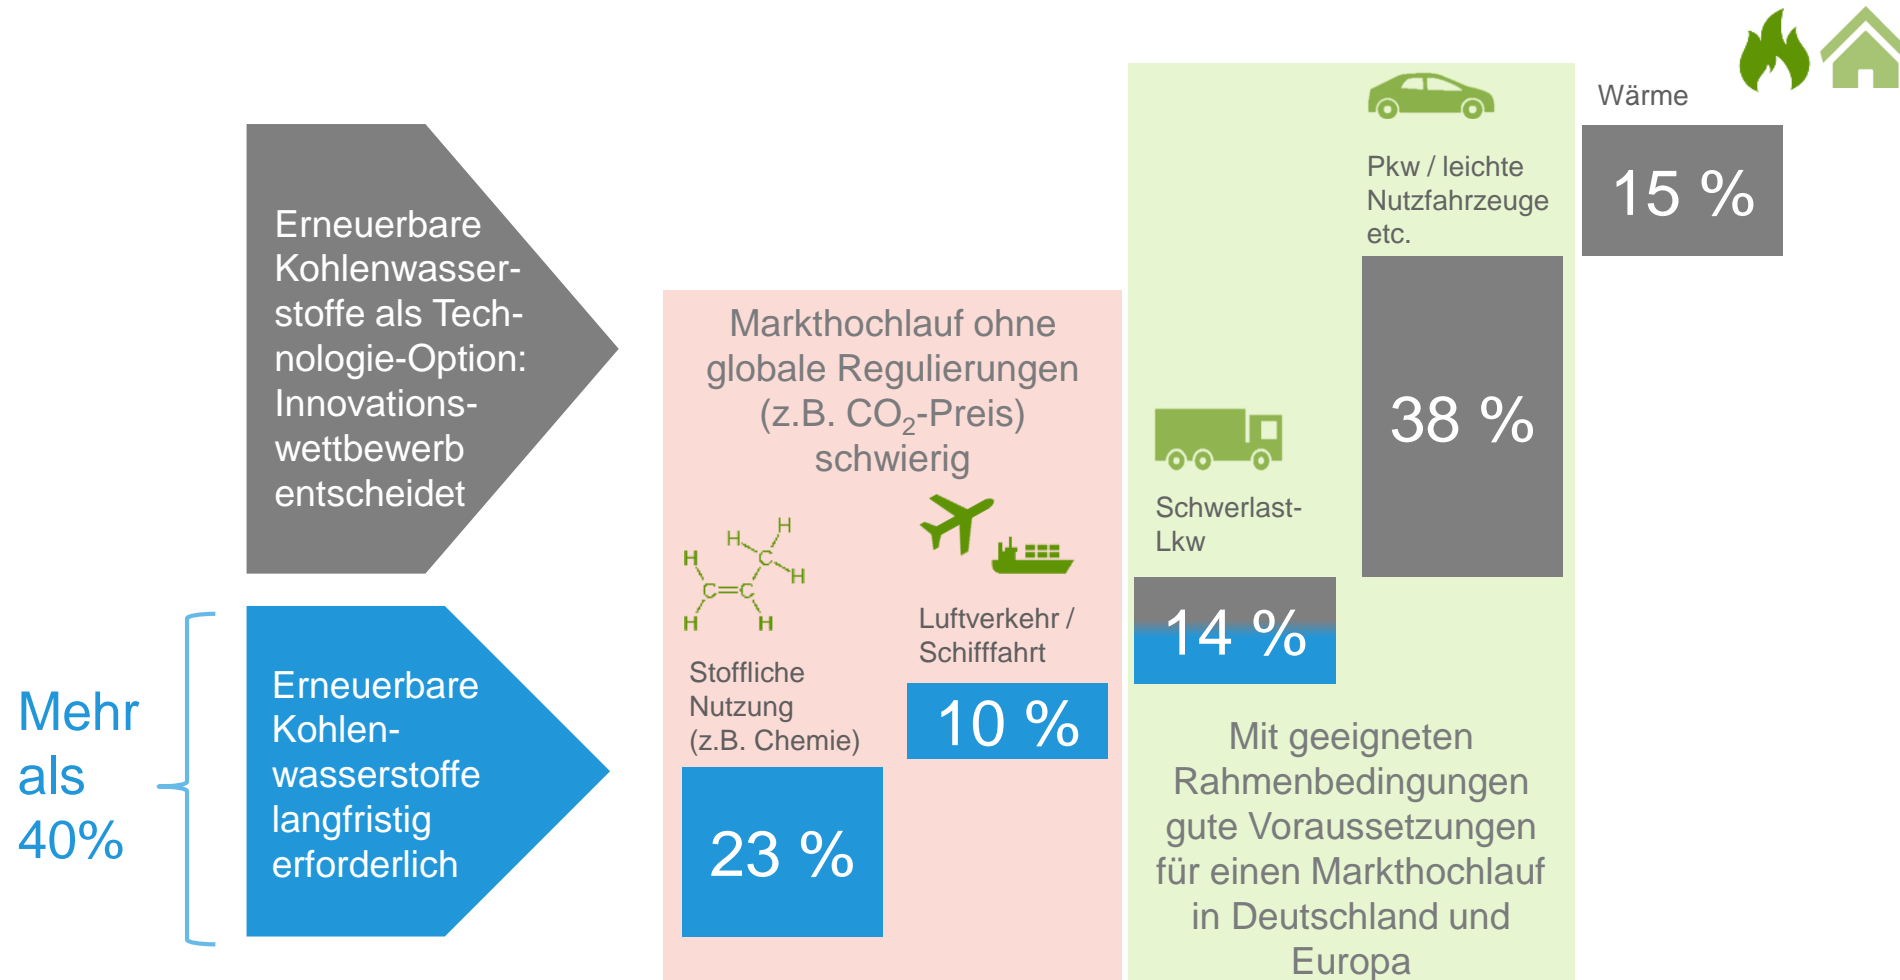 Erneuerbare
Kohlenwasser-
stoffe als Tech-
nologie-Option:
Innovations-
wettbewerb
entscheidet
Mehr
als
40%
Erneuerbare
Kohlen-
wasserstoffe
langfristig
erforderlich
Markthochlauf ohne
globale Regulierungen
(z.B. CO₂-Preis)
schwierig
H
H
C
H
H
C=C
H
H
Stoffliche
Nutzung
(z.B. Chemie)
23 %
Luftverkehr /
Schifffahrt
10 %
Schwerlast-
Lkw
14 %
Pkw / leichte
Nutzfahrzeuge
etc.
38 %
Mit geeigneten
Rahmenbedingungen
gute Voraussetzungen
für einen Markthochlauf
in Deutschland und
Europa
Wärme
15 %